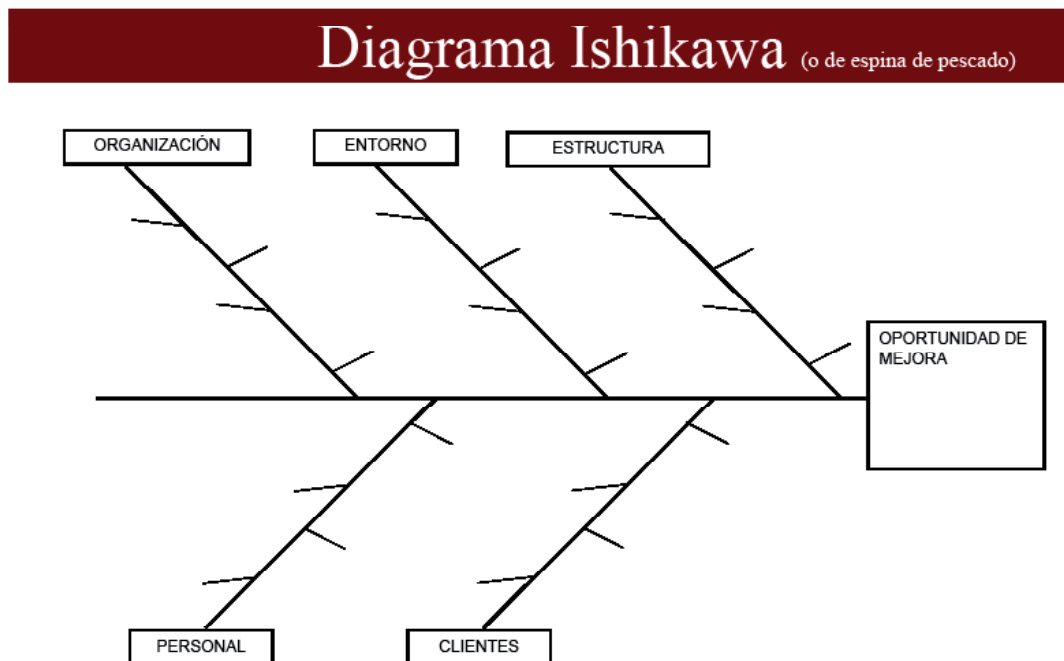 Diagrama Ishikawa (o de espina de pescado)
ORGANIZACIÓN
ENTORNO
ESTRUCTURA
OPORTUNIDAD DE
MEJORA
PERSONAL
CLIENTES